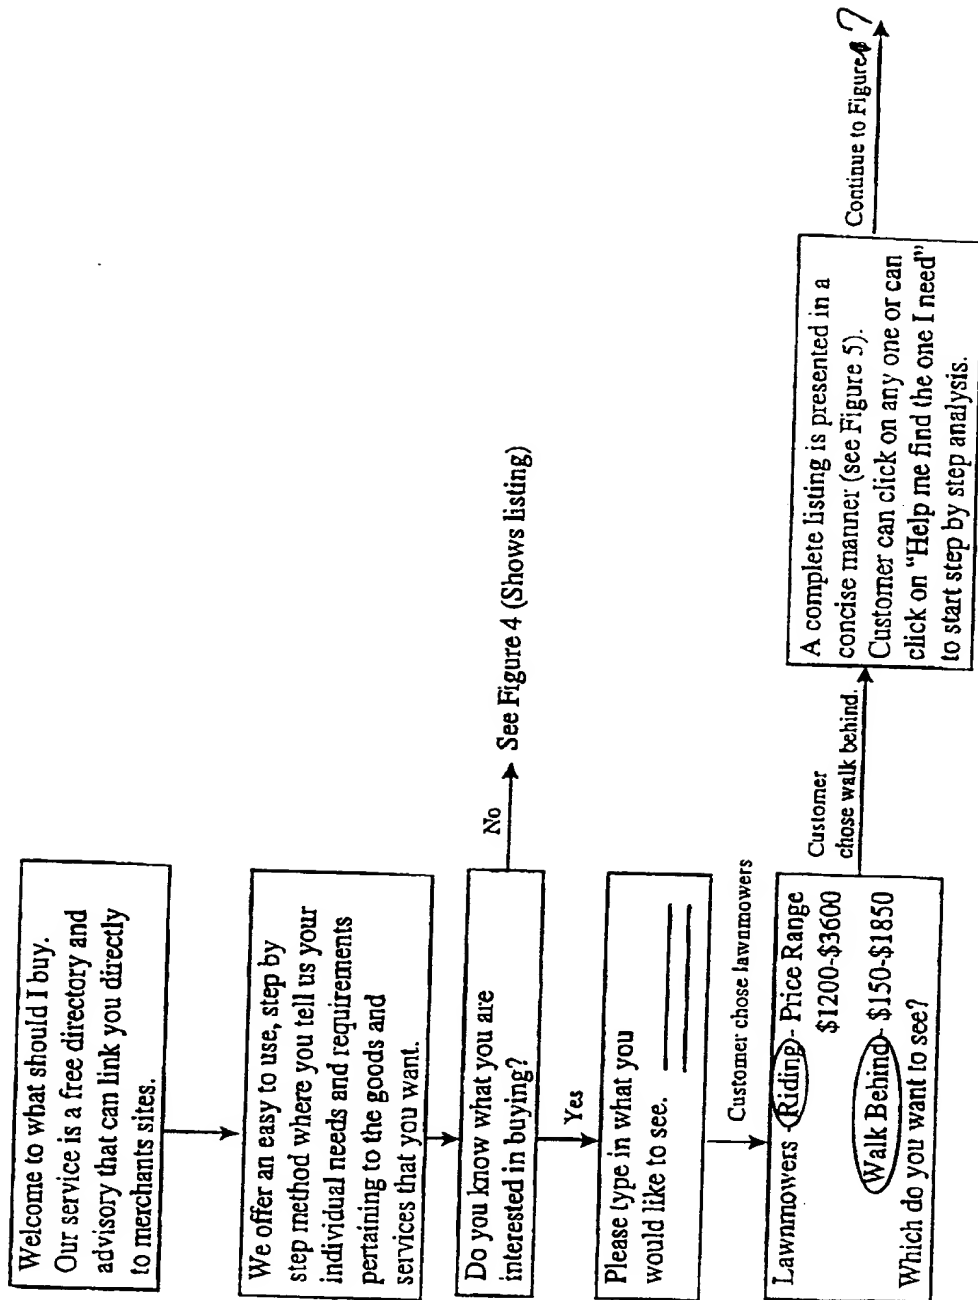 Welcome to what should I buy.
Our service is a free directory and
advisory that can link you directly
to merchants sites.
We offer an easy to use, step by
step method where you tell us your
individual needs and requirements
pertaining to the goods and
services that you want.
Do you know what you are
interested in buying?
No
See Figure 4 (Shows listing)
Yes
Please type in what you
would like to see.
Customer chose lawnmowers
Lawnmowers - Riding - Price Range
$1200-$3600
Walk Behind - $150-$1850
Which do you want to see?
Customer
chose walk behind.
A complete listing is presented in a
concise manner (see Figure 5).
Customer can click on any one or can
click on "Help me find the one I need"
to start step by step analysis.
Continue to Figure 7